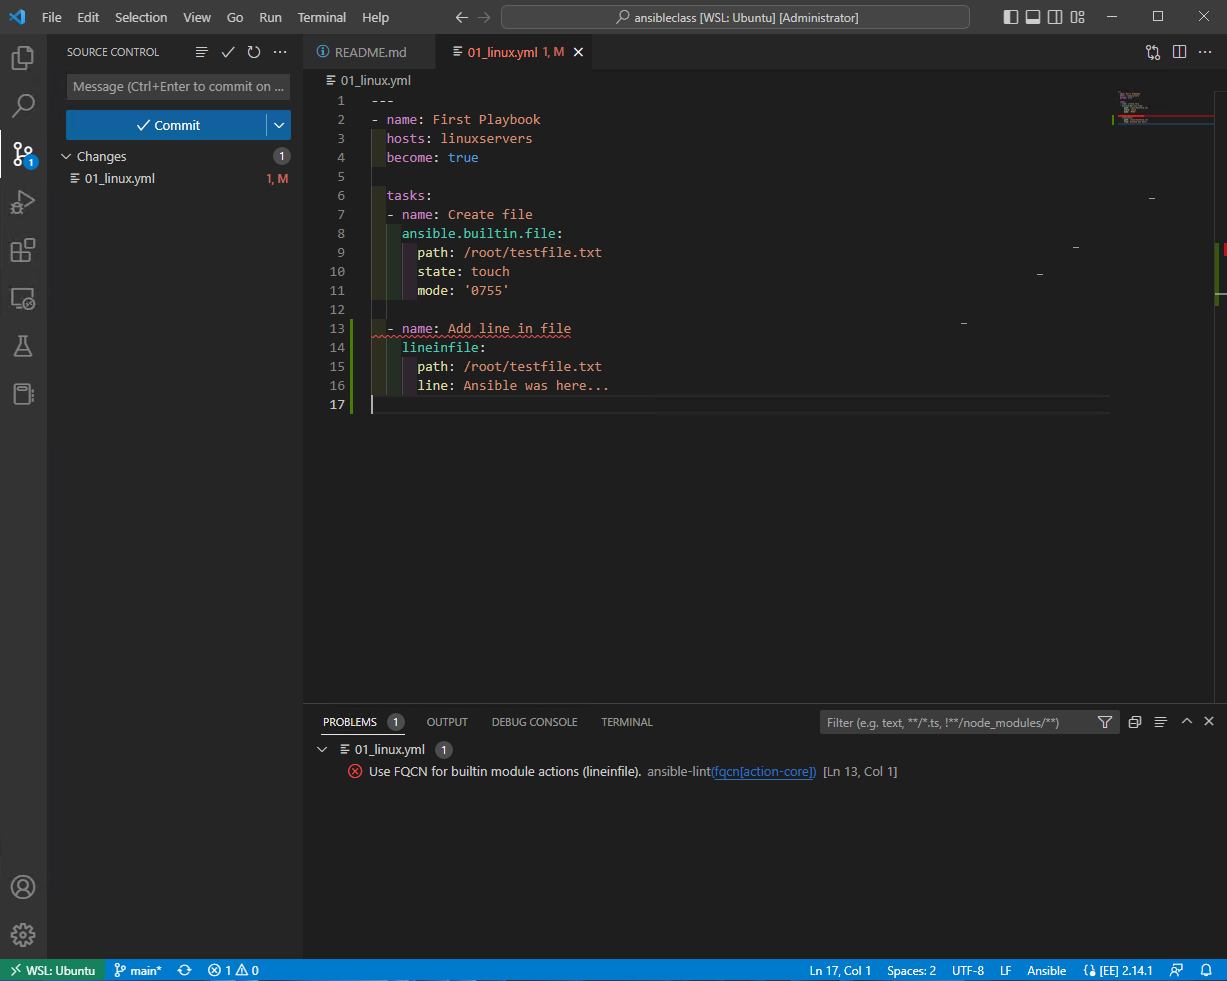 File Edit Selection View Go Run Terminal Help ansibleclass [WSL: Ubuntu] [Administrator]
SOURCE CONTROL
Message (Ctrl+Enter to commit on ...
Commit
Changes 1
01_linux.yml 1, M
1
README.md 01_linux.yml 1, M
01_linux.yml
1 ---
2 - name: First Playbook
3 hosts: linuxservers
4 become: true
5
6 tasks:
7 - name: Create file
8 ansible.builtin.file:
9 path: /root/testfile.txt
10 state: touch
11 mode: '0755'
12
13 - name: Add line in file
14 lineinfile:
15 path: /root/testfile.txt
16 line: Ansible was here...
17
PROBLEMS 1 OUTPUT DEBUG CONSOLE TERMINAL Filter (e.g. text, **/*.ts, !**/node_modules/**)
01_linux.yml 1
Use FQCN for builtin module actions (lineinfile). ansible-lint(fqcn[action-core]) [Ln 13, Col 1]
WSL: Ubuntu main* 1 0 Ln 17, Col 1 Spaces: 2 UTF-8 LF Ansible [EE] 2.14.1